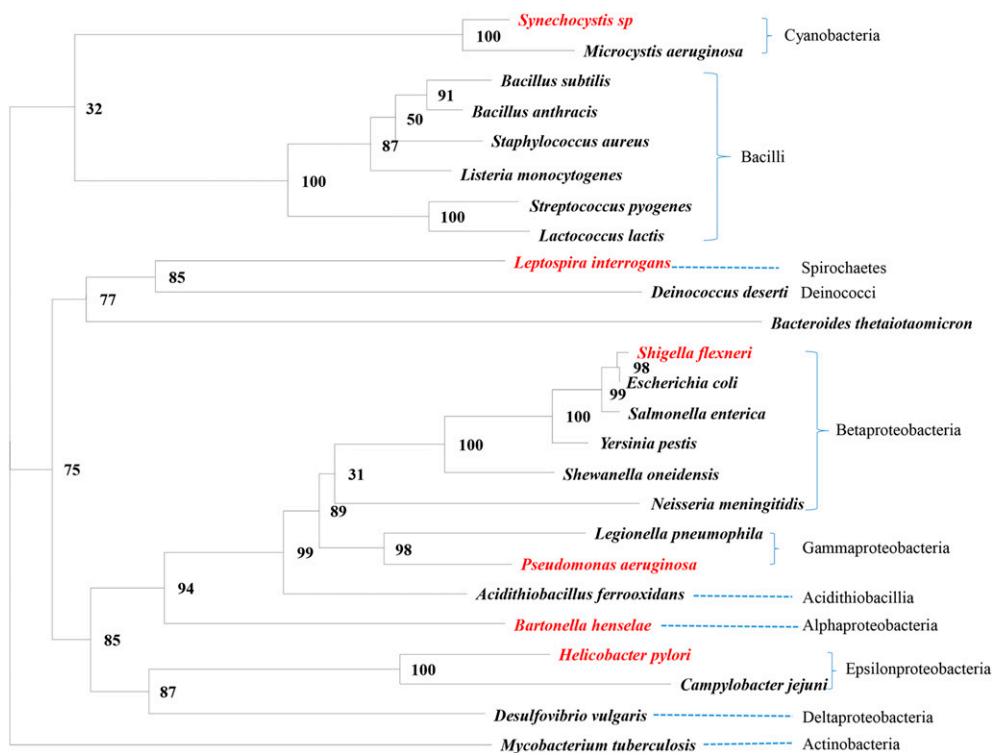 Synechocystis sp
100
Cyanobacteria
Microcystis aeruginosa
Bacillus subtilis
91
32
Bacillus anthracis
50
Staphylococcus aureus
87
Bacilli
Listeria monocytogenes
100
Streptococcus pyogenes
100
Lactococcus lactis
Leptospira interrogans
Spirochaetes
85
Deinococcus deserti
Deinococci
77
Bacteroides thetaiotaomicron
Shigella flexneri
98
Escherichia coli
99
Salmonella enterica
100
Betaproteobacteria
Yersinia pestis
100
75
Shewanella oneidensis
31
Neisseria meningitidis
89
Legionella pneumophila
99
98
Gammaproteobacteria
Pseudomonas aeruginosa
94
Acidithiobacillus ferrooxidans
Acidithiobacillia
Bartonella henselae
Alphaproteobacteria
85
Helicobacter pylori
100
Epsilonproteobacteria
Campylobacter jejuni
87
Desulfovibrio vulgaris
Deltaproteobacteria
Mycobacterium tuberculosis
Actinobacteria